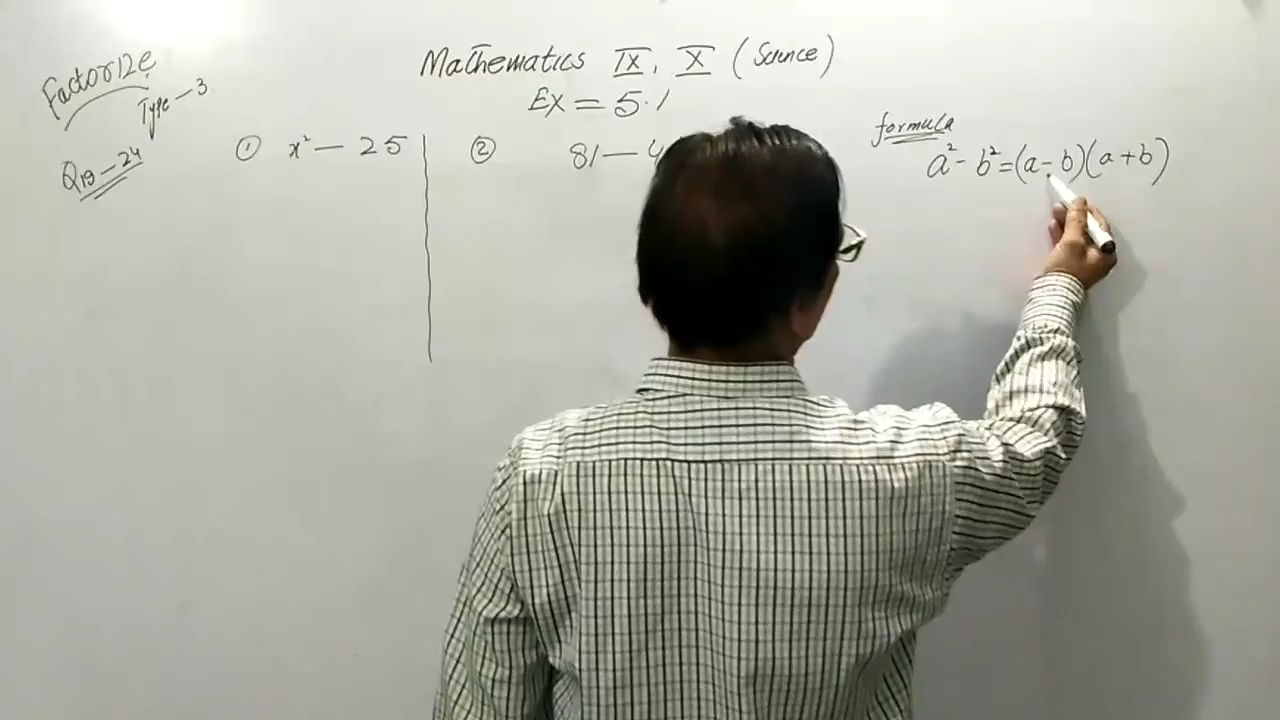 Factorize
Type - 3
Q19 - 24
Mathematics IX, X (Science)
Ex = 5.1
① x² - 25
② 81 - 4
formula
a² - b² = (a - b)(a + b)